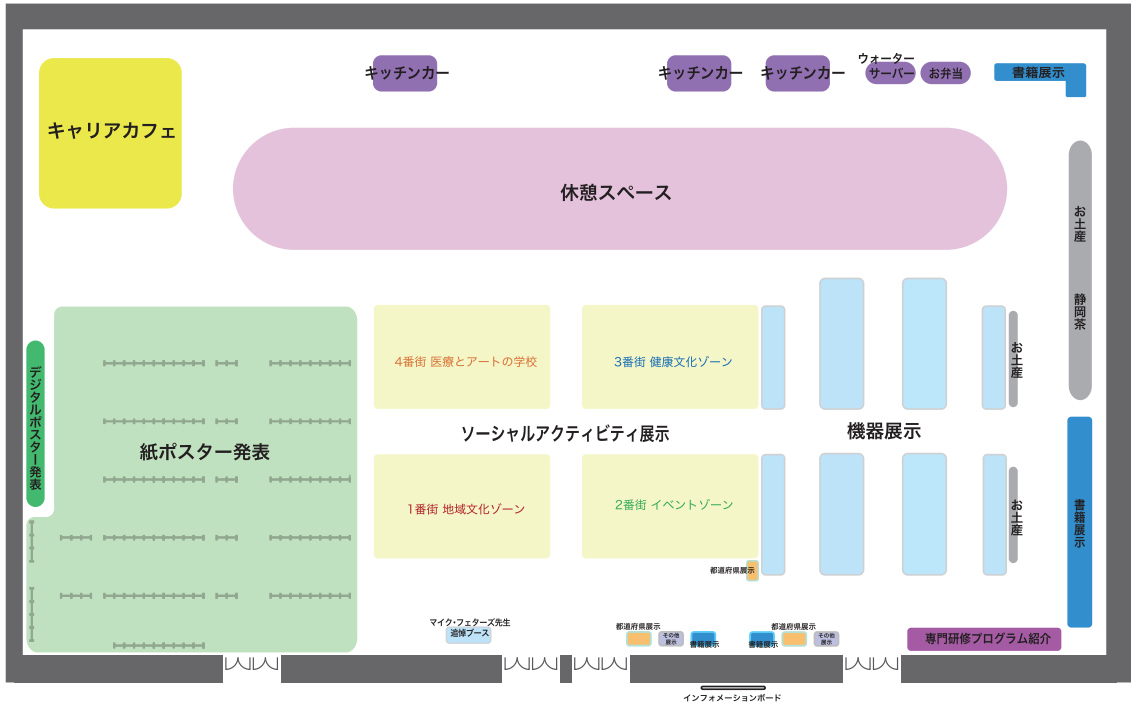 キッチンカー
キッチンカー
キッチンカー
ウォーター
サーバー
お弁当
書籍展示
キャリアカフェ
休憩スペース
お土産
静岡茶
デジタルポスター発表
紙ポスター発表
4番街 医療とアートの学校
3番街 健康文化ゾーン
お土産
ソーシャルアクティビティ展示
機器展示
1番街 地域文化ゾーン
2番街 イベントゾーン
お土産
書籍展示
都道府県展示
マイク・フェターズ先生
追悼ブース
都道府県展示
その他
展示
書籍展示
書籍展示
都道府県展示
その他
展示
専門研修プログラム紹介
インフォメーションボード